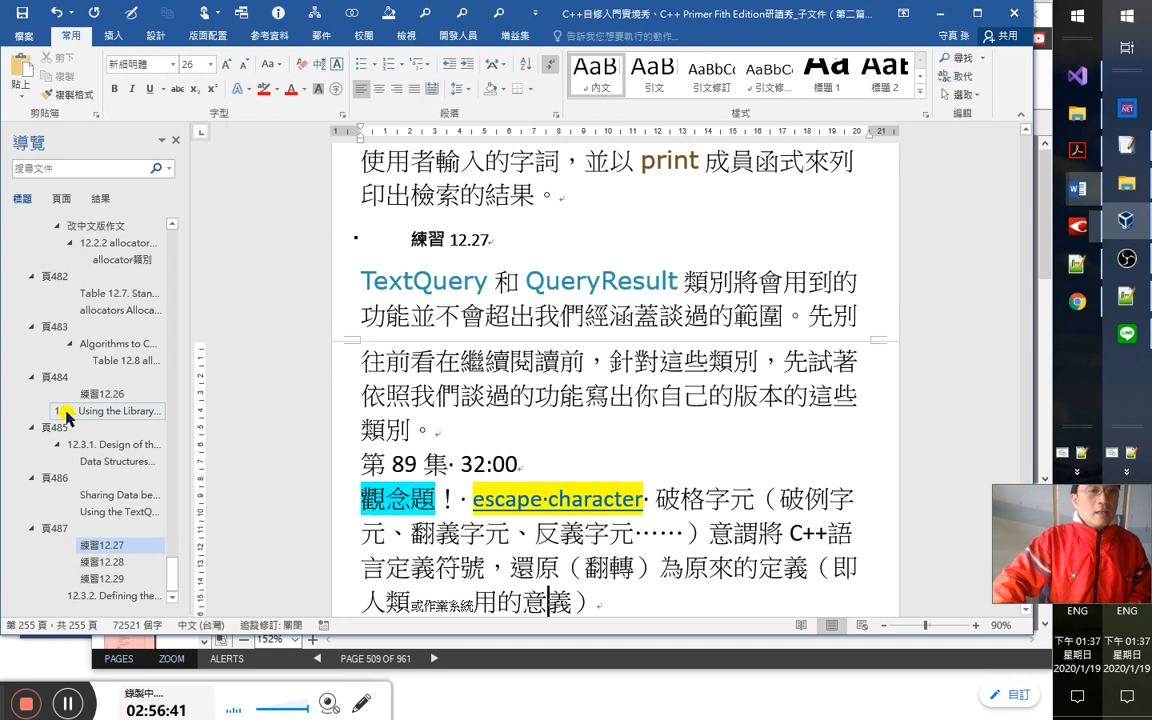 C++自修入門實境秀、C++ Primer Fith Edition研讀秀_子文件（第二篇...
檔案 常用 插入 設計 版面配置 參考資料 郵件 校閱 檢視 開發人員 增益集 告訴我您想要執行的動作... 共用
貼上
剪下
複製
複製格式
新細明體 26
剪貼簿 字型 段落 樣式 編輯
AaB AaB AaBbCc AaBbCc AaB AaB
內文 引文 引文修訂 引文修... 標題 1 標題 2
尋找
取代
選取
導覽
搜尋文件
標題 頁面 結果
改中文版作文
12.2.2 allocator...
allocator類別
頁482
Table 12.7. Stan...
allocators Alloca...
頁483
Algorithms to C...
Table 12.8 all...
頁484
練習12.26
Using the Library...
頁485
12.3.1. Design of th...
Data Structures...
頁486
Sharing Data be...
Using the TextQ...
頁487
練習12.27
練習12.28
練習12.29
12.3.2. Defining the...
使用者輸入的字詞，並以 print 成員函式來列
印出檢索的結果。
練習 12.27
TextQuery 和 QueryResult 類別將會用到的
功能並不會超出我們經涵蓋談過的範圍。先別
往前看在繼續閱讀前，針對這些類別，先試著
依照我們談過的功能寫出你自己的版本的這些
類別。
第 89 集 32:00
觀念題！ escape character 破格字元（破例字
元、翻義字元、反義字元……）意謂將 C++語
言定義符號，還原（翻轉）為原來的定義（即
人類或作業系統用的意義）
第 255 頁，共 255 頁 72521 個字 中文 (台灣) 追蹤修訂: 關閉 90%
152%
PAGES ZOOM ALERTS PAGE 509 OF 961
錄製中....
02:56:41
自訂
ENG ENG
下午 01:37 下午 01:37
星期日 星期日
2020/1/19 2020/1/19